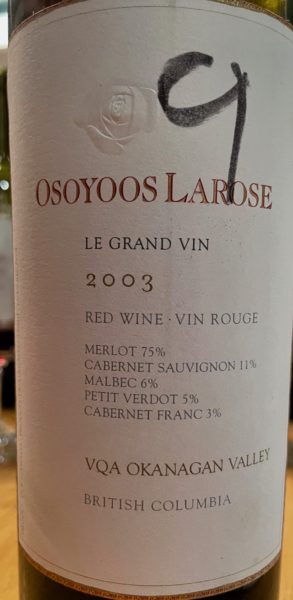 9
OSOYOOS LAROSE
LE GRAND VIN
2003
RED WINE · VIN ROUGE
MERLOT 75%
CABERNET SAUVIGNON 11%
MALBEC 6%
PETIT VERDOT 5%
CABERNET FRANC 3%
VQA OKANAGAN VALLEY
BRITISH COLUMBIA